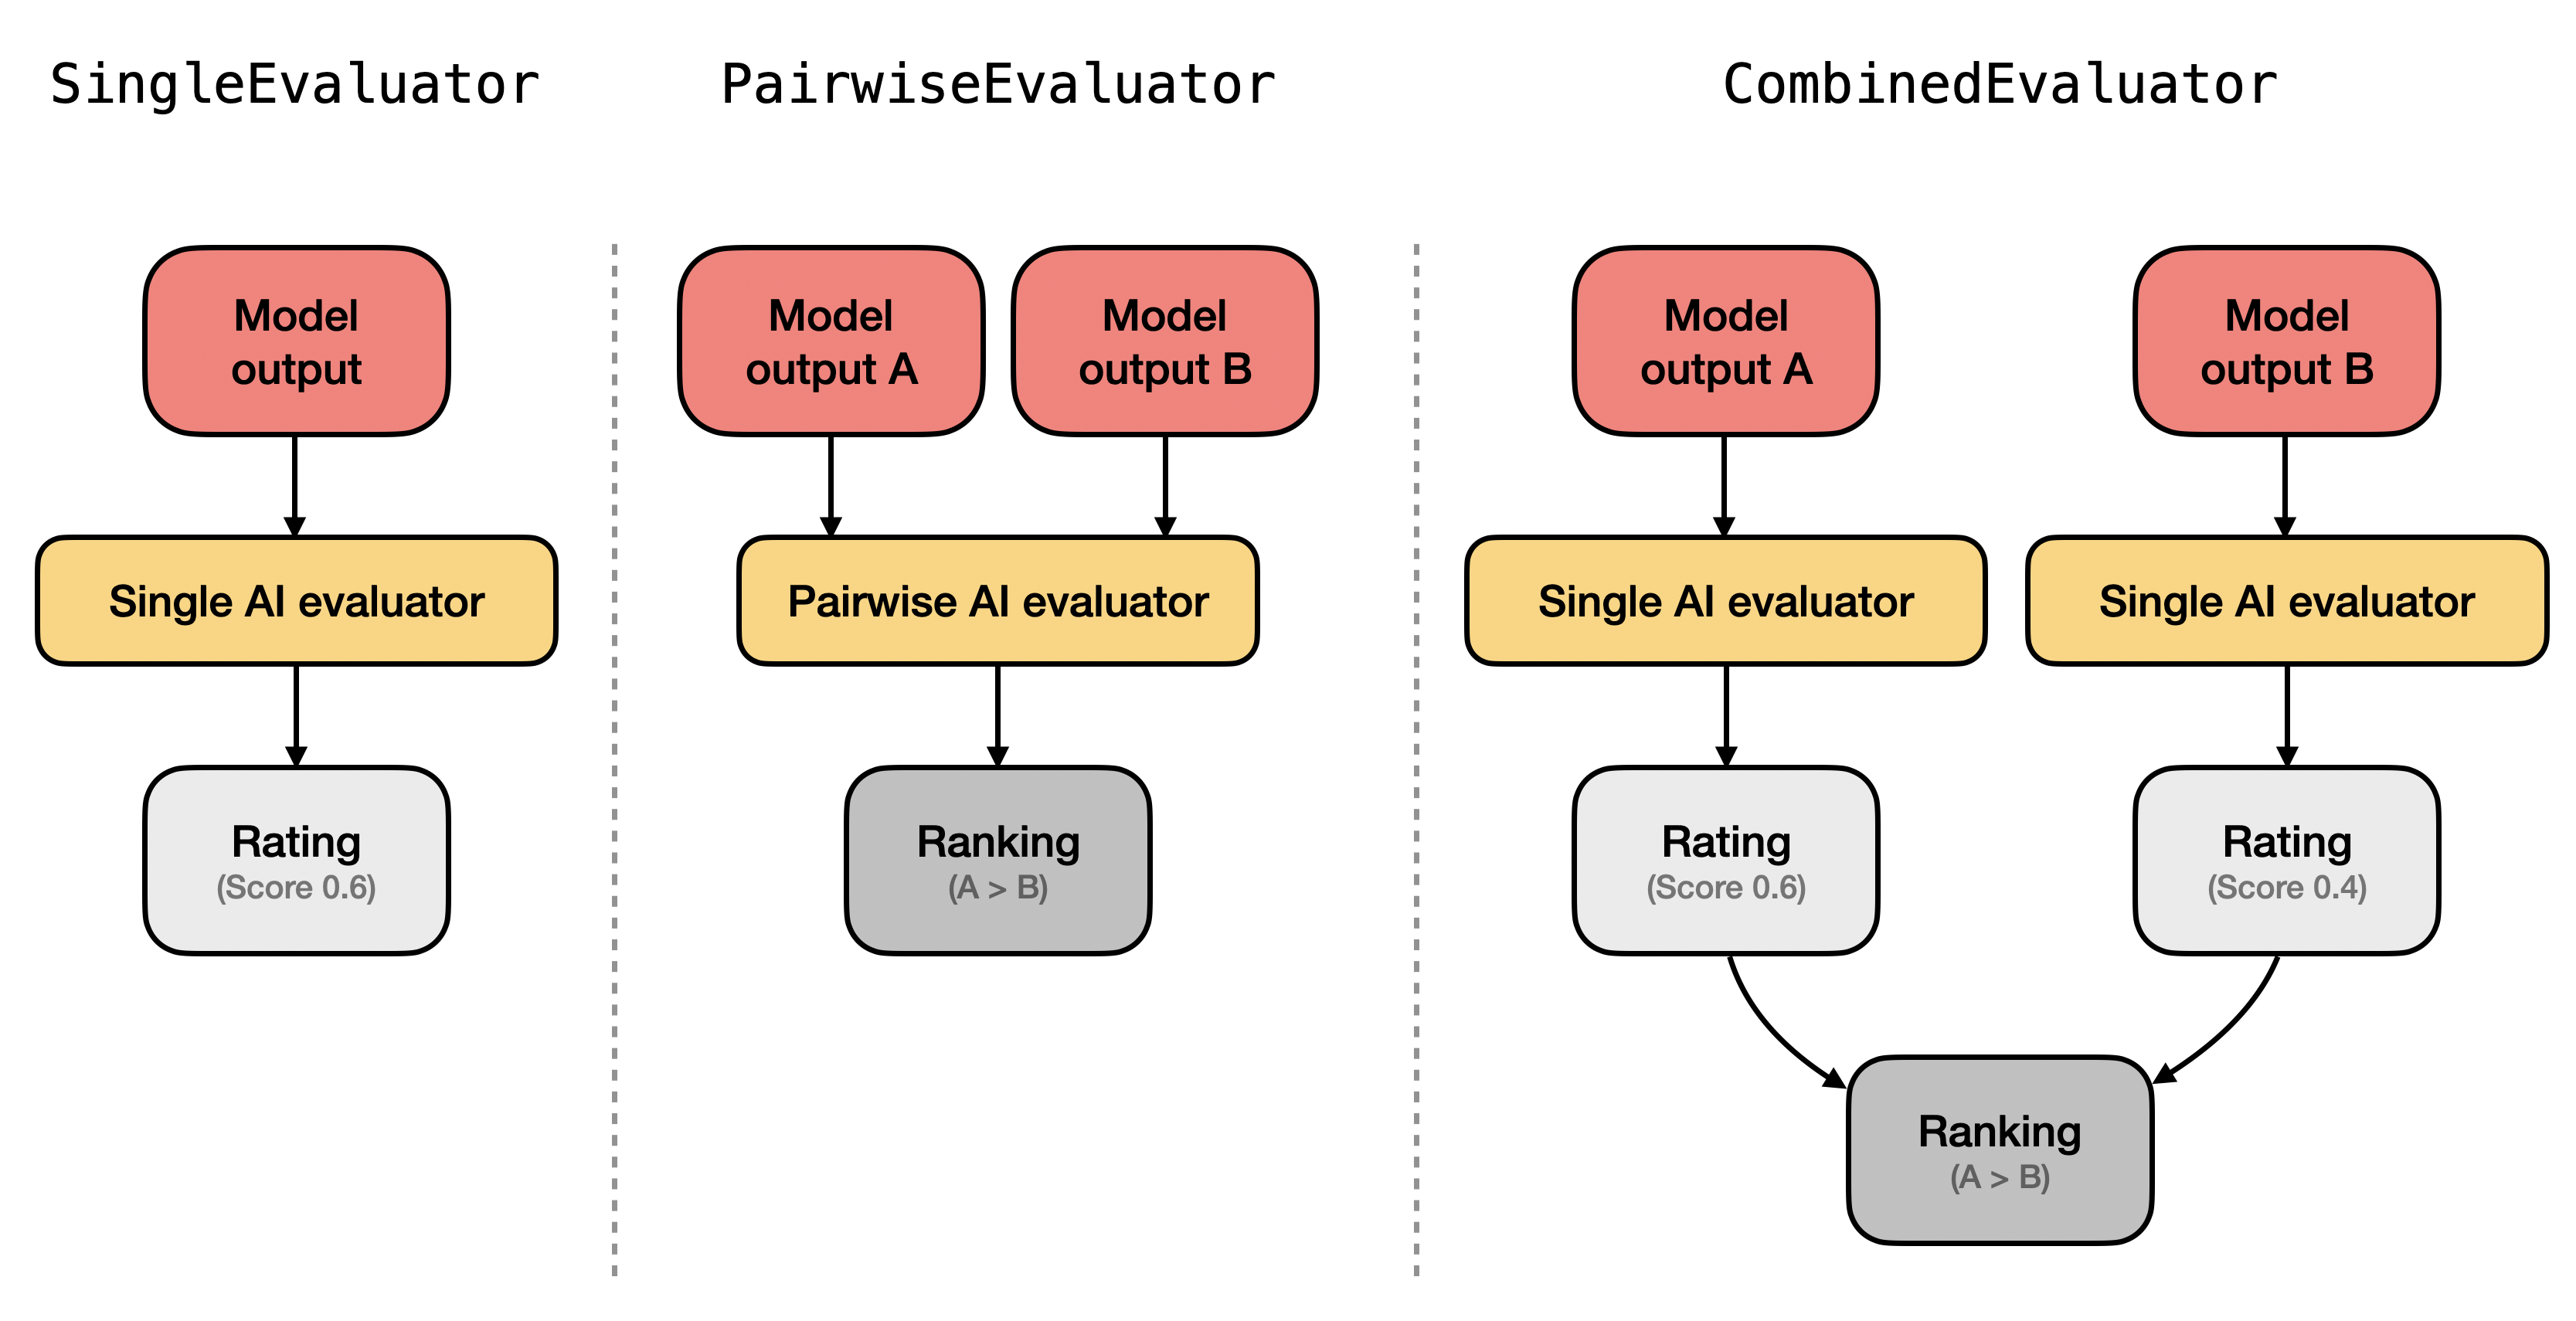 SingleEvaluator
Model
output
Single AI evaluator
Rating
(Score 0.6)
PairwiseEvaluator
Model
output A
Model
output B
Pairwise AI evaluator
Ranking
(A > B)
CombinedEvaluator
Model
output A
Model
output B
Single AI evaluator
Single AI evaluator
Rating
(Score 0.6)
Rating
(Score 0.4)
Ranking
(A > B)